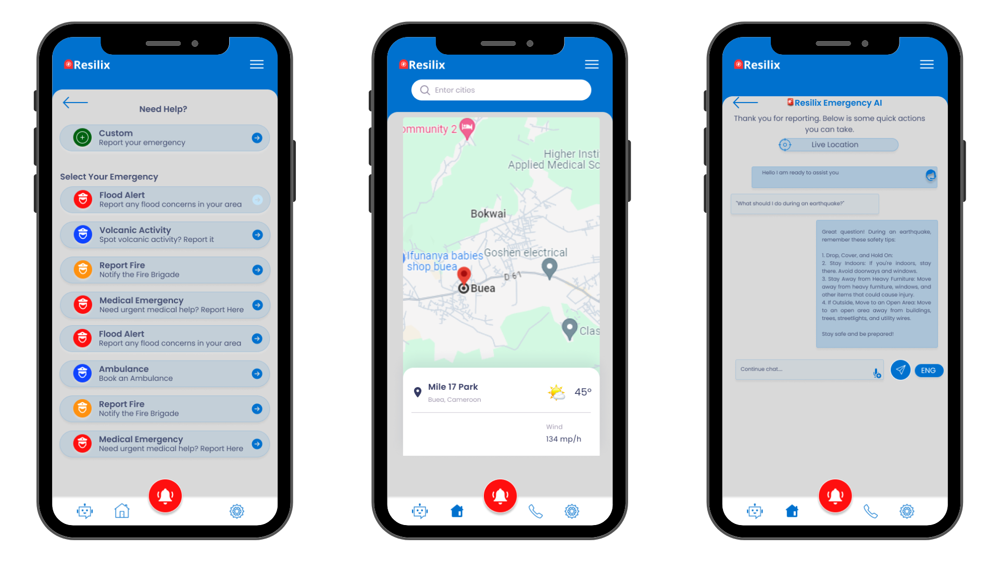 Resilix
Need Help?
Custom
Report your emergency
Select Your Emergency
Flood Alert
Report any flood concerns in your area
Volcanic Activity
Spot volcanic activity? Report it
Report Fire
Notify the Fire Brigade
Medical Emergency
Need urgent medical help? Report Here
Flood Alert
Report any flood concerns in your area
Ambulance
Book an Ambulance
Report Fire
Notify the Fire Brigade
Medical Emergency
Need urgent medical help? Report Here
Resilix
Enter cities
ommunity 2
Higher Insti
Applied Medical Sc
Bokwai
Ifunanya babies
shop buea
Goshen electrical
D 61
Buea
Clas
Mile 17 Park
Buea, Cameroon
45°
Wind
134 mp/h
Resilix
Resilix Emergency AI
Thank you for reporting. Below is some quick actions
you can take.
Live Location
Hello I am ready to assist you
"What should I do during an earthquake?"
Great question! During an earthquake,
remember these safety tips:
1. Drop, Cover, and Hold On:
2. Stay Indoors: If you're indoors, stay
there. Avoid doorways and windows.
3. Stay Away from Heavy Furniture: Move
away from heavy furniture, windows, and
other items that could cause injury.
4. If Outside, Move to an Open Area: Move
to an open area away from buildings,
trees, streetlights, and utility wires.
Stay safe and be prepared!
Continue chat....
ENG